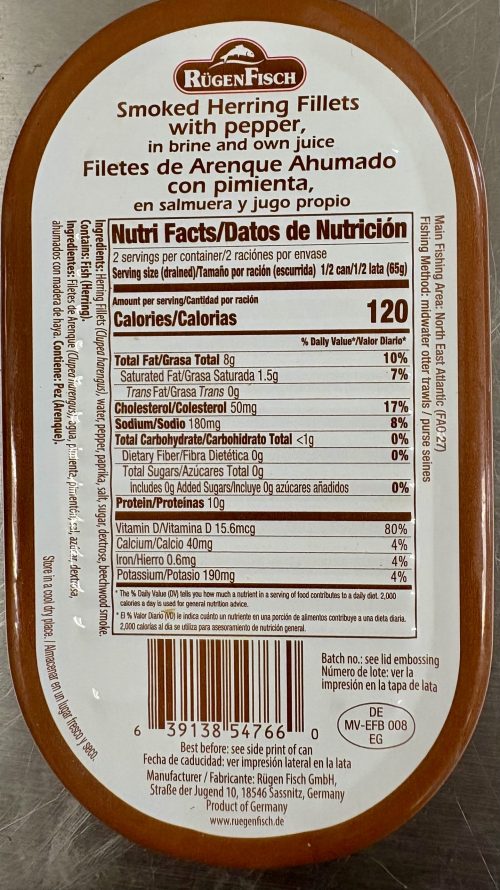 RÜGENFISCH
Smoked Herring Fillets
with pepper,
in brine and own juice
Filetes de Arenque Ahumado
con pimienta,
en salmuera y jugo propio
Nutri Facts/Datos de Nutrición
2 servings per container/2 raciónes por envase
Serving size (drained)/Tamaño por ración (escurrida) 1/2 can/1/2 lata (65g)
Amount per serving/Cantidad por ración
Calories/Calorias 120
% Daily Value*/Valor Diario*
Total Fat/Grasa Total 8g 10%
Saturated Fat/Grasa Saturada 1.5g 7%
Trans Fat/Grasa Trans 0g
Cholesterol/Colesterol 50mg 17%
Sodium/Sodio 180mg 8%
Total Carbohydrate/Carbohidrato Total <1g 0%
Dietary Fiber/Fibra Dietética 0g 0%
Total Sugars/Azúcares Total 0g
Includes 0g Added Sugars/Incluye 0g azúcares añadidos 0%
Protein/Proteínas 10g
Vitamin D/Vitamina D 15.6mcg 80%
Calcium/Calcio 40mg 4%
Iron/Hierro 0.6mg 4%
Potassium/Potasio 190mg 4%
* The % Daily Value (DV) tells you how much a nutrient in a serving of food contributes to a daily diet. 2,000
calories a day is used for general nutrition advice.
* El % Valor Diario (VD) le indica cuánto un nutriente en una porción de alimentos contribuye a una dieta diaria.
2,000 calorías al día se utiliza para asesoramiento de nutrición general.
Main Fishing Area: North East Atlantic (FAO-27)
Fishing Method: midwater otter trawls / purse seines
Ingredients: Herring Fillets (Clupea harengus), water, pepper, paprika, salt, sugar, dextrose, beechwood smoke.
Contains: Fish (Herring).
Ingredientes: Filetes de Arenque (Clupea harengus), agua, pimienta, pimentón, sal, azúcar, dextrosa,
ahumados con madera de haya. Contiene: Pez (Arenque).
Store in a cool dry place. / Almacenar en un lugar fresco y seco.
6 39138 54766 0
Batch no.: see lid embossing
Número de lote: ver la
impresión en la tapa de lata
DE
MV-EFB 008
EG
Best before: see side print of can
Fecha de caducidad: ver impresión lateral en la lata
Manufacturer / Fabricante: Rügen Fisch GmbH,
Straße der Jugend 10, 18546 Sassnitz, Germany
Product of Germany
www.ruegenfisch.de